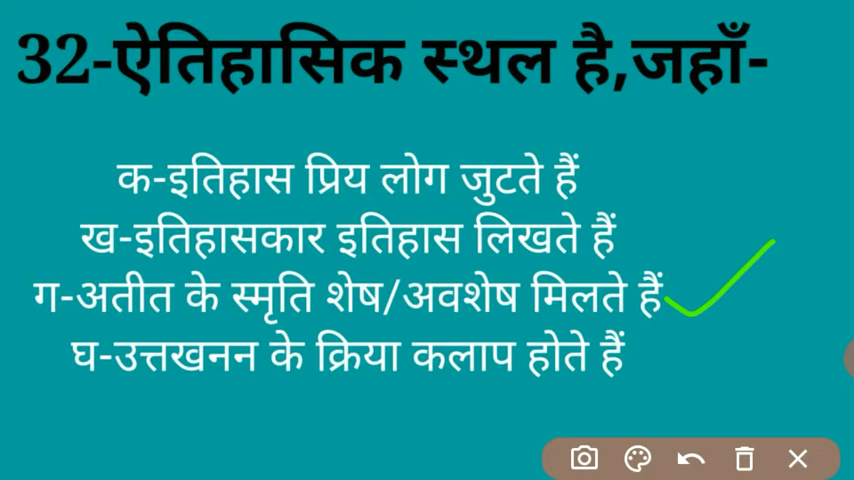 32-ऐतिहासिक स्थल है,जहाँ-
क-इतिहास प्रिय लोग जुटते हैं
ख-इतिहासकार इतिहास लिखते हैं
ग-अतीत के स्मृति शेष/अवशेष मिलते हैं
घ-उत्तखनन के क्रिया कलाप होते हैं